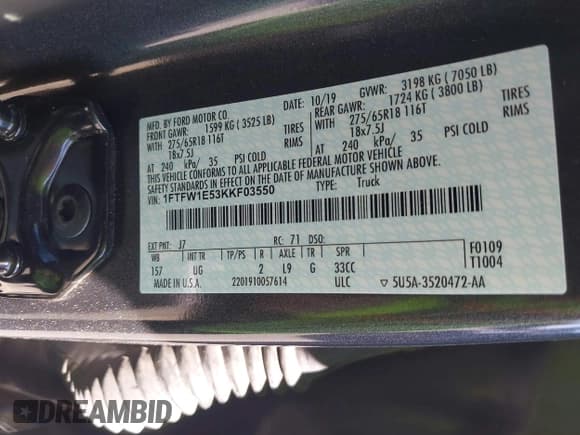 MFD. BY FORD MOTOR CO. DATE: 10/19 GVWR: 3198 KG ( 7050 LB)
FRONT GAWR: 1599 KG ( 3525 LB) REAR GAWR: 1724 KG ( 3800 LB)
WITH 275/65R18 116T TIRES WITH 275/65R18 116T TIRES
18x7.5J RIMS 18x7.5J RIMS
AT 240 kPa/ 35 PSI COLD AT 240 kPa/ 35 PSI COLD
THIS VEHICLE CONFORMS TO ALL APPLICABLE FEDERAL MOTOR VEHICLE
SAFETY STANDARDS IN EFFECT ON THE DATE OF MANUFACTURE SHOWN ABOVE.
VIN: 1FTFW1E53KKF03550 TYPE: Truck
EXT PNT: J7 RC: 71 DSO: F0109
WB INT TR TP/PS R AXLE TR SPR T1004
157 UG 2 L9 G 33CC
MADE IN U.S.A. 2201910057614 ULC ▽ 5U5A-3520472-AA
DREAMBID